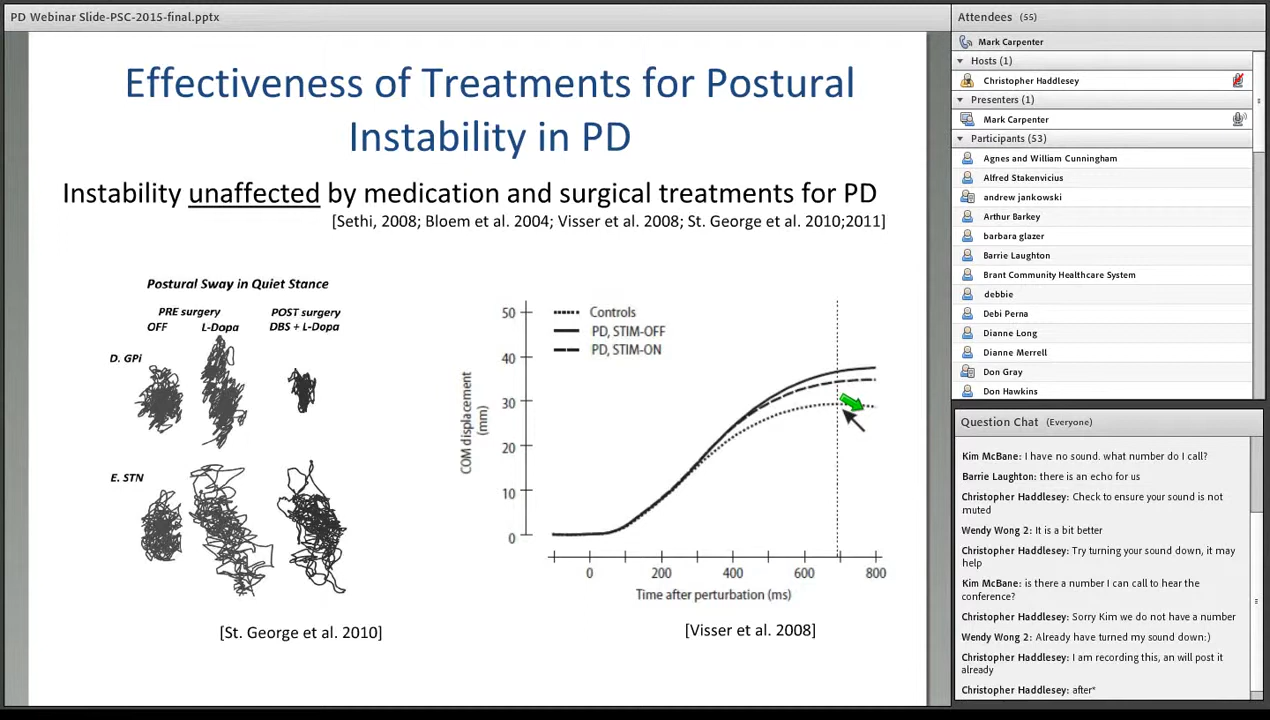 PD Webinar Slide-PSC-2015-final.pptx
Effectiveness of Treatments for Postural
Instability in PD
Instability unaffected by medication and surgical treatments for PD
[Sethi, 2008; Bloem et al. 2004; Visser et al. 2008; St. George et al. 2010;2011]
Postural Sway in Quiet Stance
PRE surgery POST surgery
OFF L-Dopa DBS + L-Dopa
D. GPi
E. STN
[St. George et al. 2010]
Controls
PD, STIM-OFF
PD, STIM-ON
COM displacement
(mm)
50
40
30
20
10
0
0 200 400 600 800
Time after perturbation (ms)
[Visser et al. 2008]
Attendees (55)
Mark Carpenter
Hosts (1)
Christopher Haddlesey
Presenters (1)
Mark Carpenter
Participants (53)
Agnes and William Cunningham
Alfred Stakenvicius
andrew jankowski
Arthur Barkey
barbara glazer
Barrie Laughton
Brant Community Healthcare System
debbie
Debi Perna
Dianne Long
Dianne Merrell
Don Gray
Don Hawkins
Question Chat (Everyone)
Kim McBane: I have no sound. what number do I call?
Barrie Laughton: there is an echo for us
Christopher Haddlesey: Check to ensure your sound is not
muted
Wendy Wong 2: It is a bit better
Christopher Haddlesey: Try turning your sound down, it may
help
Kim McBane: is there a number I can call to hear the
conference?
Christopher Haddlesey: Sorry Kim we do not have a number
Wendy Wong 2: Already have turned my sound down:)
Christopher Haddlesey: I am recording this, an will post it
already
Christopher Haddlesey: after*